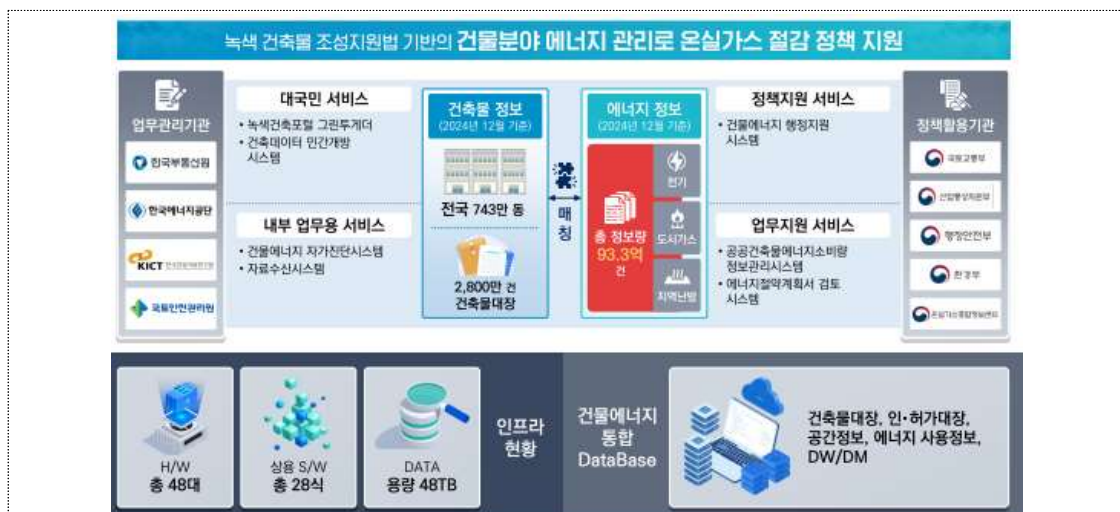 녹색 건축물 조성지원법 기반의 건물분야 에너지 관리로 온실가스 절감 정책 지원
업무관리기관
한국부동산원
한국에너지공단
KICT
국토안전관리원
대국민 서비스
• 녹색건축포털 그린투게더
• 건축데이터 민간개방
시스템
내부 업무용 서비스
• 건물에너지 자가진단시스템
• 자료수신시스템
건축물 정보
(2024년 12월 기준)
전국 743만 동
2,800만 건
건축물대장
매칭
에너지 정보
(2024년 12월 기준)
총 정보량
93.3억
건
전기
도시가스
지역난방
정책지원 서비스
• 건물에너지 행정지원
시스템
업무지원 서비스
• 공공건축물에너지소비량
정보관리시스템
• 에너지절약계획서 검토
시스템
정책활용기관
국토교통부
산업통상자원부
행정안전부
환경부
온실가스종합정보센터
H/W
총 48대
상용 S/W
총 28식
DATA
용량 48TB
인프라
현황
건물에너지
통합
DataBase
건축물대장, 인·허가대장,
공간정보, 에너지 사용정보,
DW/DM